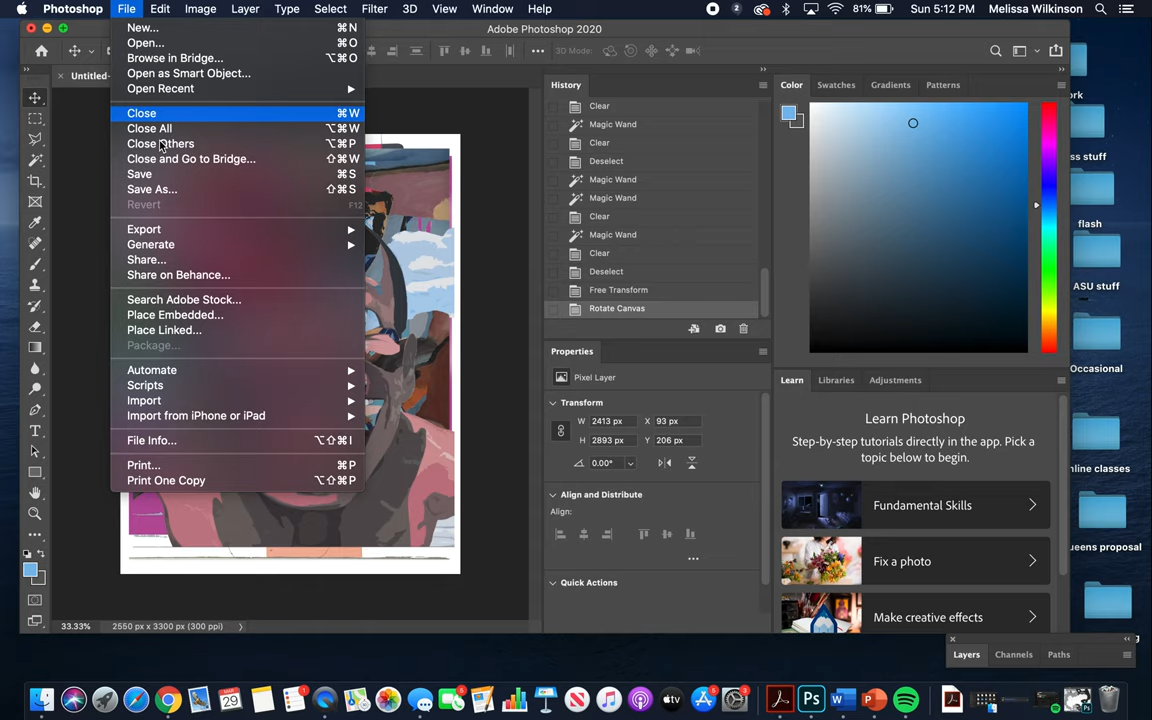 Photoshop File Edit Image Layer Type Select Filter 3D View Window Help 2 81% Sun 5:12 PM Melissa Wilkinson
Adobe Photoshop 2020
3D Mode:
Untitled-
New... ⌘N
Open... ⌘O
Browse in Bridge... ⌥⌘O
Open as Smart Object...
Open Recent
Close ⌘W
Close All ⌥⌘W
Close Others ⌥⌘P
Close and Go to Bridge... ⇧⌘W
Save ⌘S
Save As... ⇧⌘S
Revert F12
Export
Generate
Share...
Share on Behance...
Search Adobe Stock...
Place Embedded...
Place Linked...
Package...
Automate
Scripts
Import
Import from iPhone or iPad
File Info... ⌥⇧⌘I
Print... ⌘P
Print One Copy ⌥⇧⌘P
History
Clear
Magic Wand
Clear
Deselect
Magic Wand
Magic Wand
Clear
Magic Wand
Clear
Deselect
Free Transform
Rotate Canvas
Properties
Pixel Layer
Transform
W 2413 px X 93 px
H 2893 px Y 206 px
0.00°
Align and Distribute
Align:
Quick Actions
Color Swatches Gradients Patterns
Learn Libraries Adjustments
Learn Photoshop
Step-by-step tutorials directly in the app. Pick a
topic below to begin.
Fundamental Skills
Fix a photo
Make creative effects
33.33% 2550 px x 3300 px (300 ppi)
Layers Channels Paths
ork
ss stuff
flash
ASU stuff
Occasional
nline classes
ueens proposal